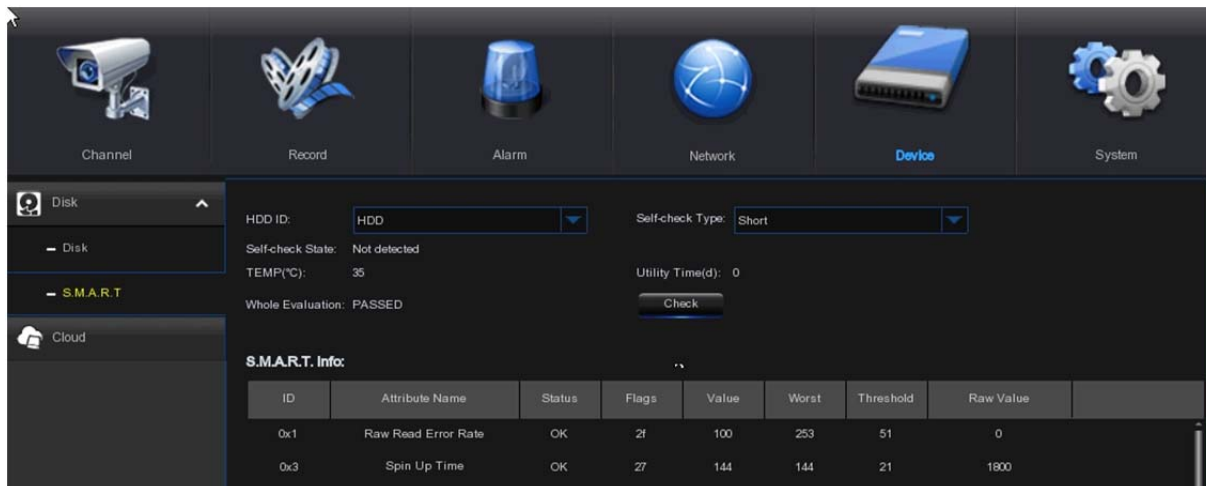 Channel Record Alarm Network Device System
Disk
Disk
S.M.A.R.T
Cloud
HDD ID: HDD Self-check Type: Short
Self-check State: Not detected
TEMP(°C): 35 Utility Time(d): 0
Whole Evaluation: PASSED Check
S.M.A.R.T. Info:
ID Attribute Name Status Flags Value Worst Threshold Raw Value
0x1 Raw Read Error Rate OK 2f 100 253 51 0
0x3 Spin Up Time OK 27 144 144 21 1800